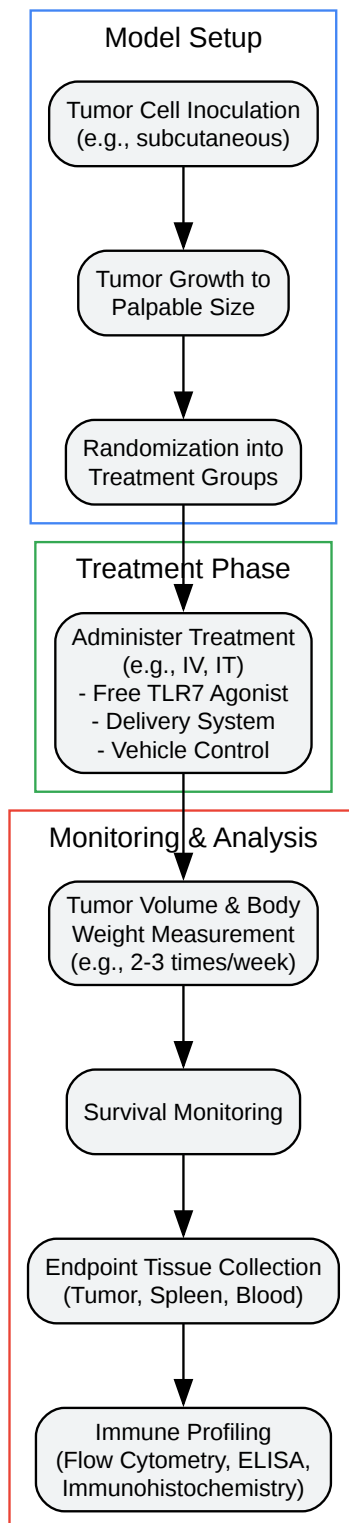 Model Setup
Tumor Cell Inoculation
(e.g., subcutaneous)
Tumor Growth to
Palpable Size
Randomization into
Treatment Groups
Treatment Phase
Administer Treatment
(e.g., IV, IT)
- Free TLR7 Agonist
- Delivery System
- Vehicle Control
Monitoring & Analysis
Tumor Volume & Body
Weight Measurement
(e.g., 2-3 times/week)
Survival Monitoring
Endpoint Tissue Collection
(Tumor, Spleen, Blood)
Immune Profiling
(Flow Cytometry, ELISA,
Immunohistochemistry)